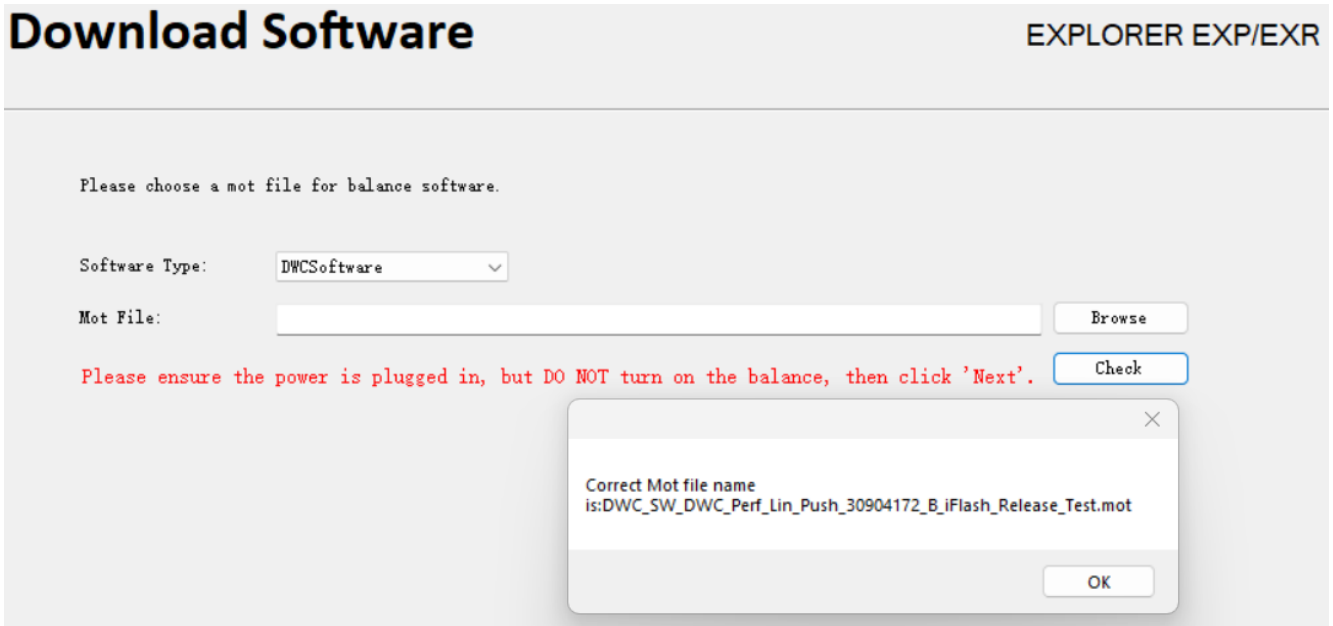 Download Software
EXPLORER EXP/EXR
Please choose a mot file for balance software.
Software Type:
DWCSoftware
Mot File:
Browse
Please ensure the power is plugged in, but DO NOT turn on the balance, then click 'Next'.
Check
Correct Mot file name
is:DWC_SW_DWC_Perf_Lin_Push_30904172_B_iFlash_Release_Test.mot
OK